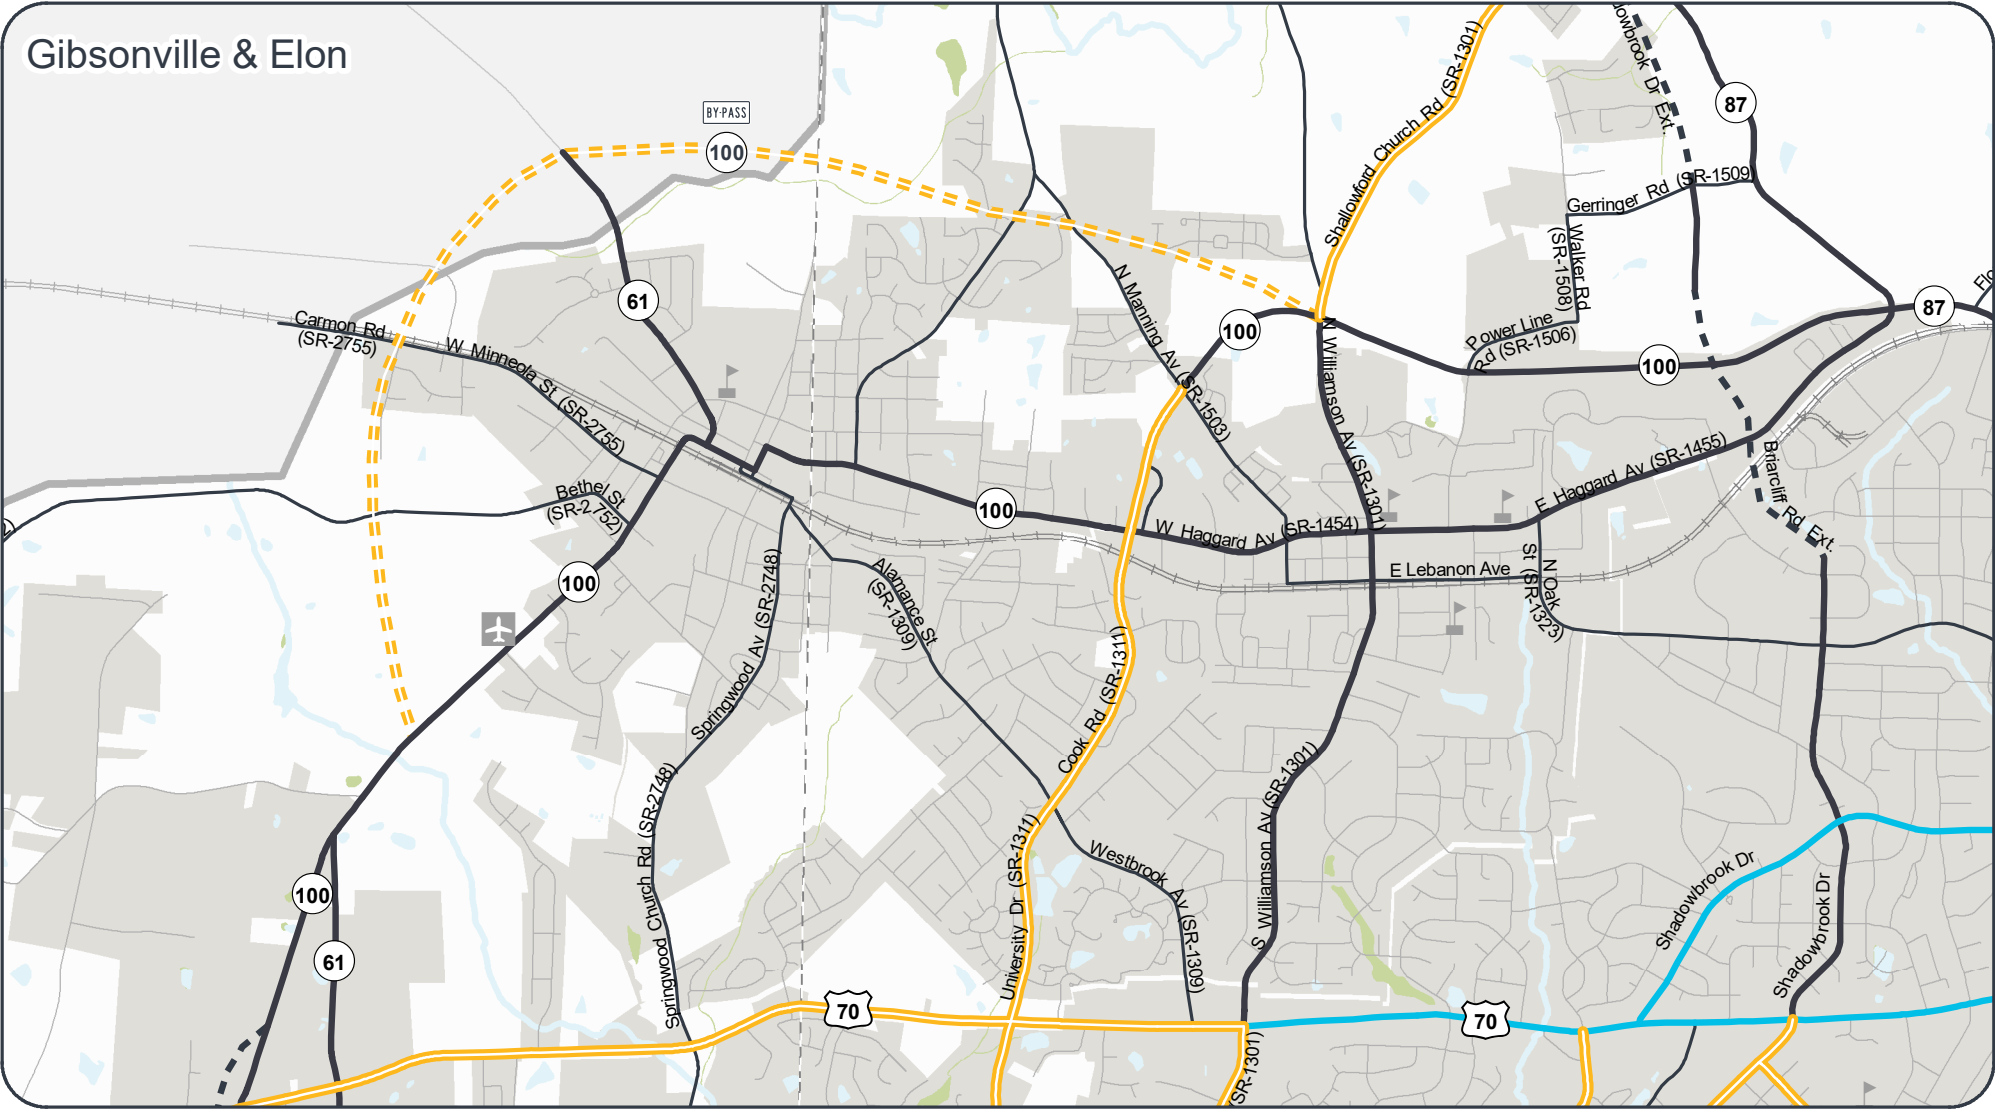 Gibsonville & Elon
BY-PASS
100
87
Shallowford Church Rd (SR-1301)
Dr Ext.
Gerringer Rd (SR-1509)
Walker Rd
(SR-1508)
61
Carmon Rd
(SR-2755)
W Minneola St (SR-2755)
N Manning Av (SR-1503)
100
N Williamson Av (SR-1301)
Power Line
Rd (SR-1506)
100
87
Bethel St
(SR-2752)
100
W Haggard Av (SR-1454)
E Haggard Av (SR-1455)
Briarcliff Rd Ext.
E Lebanon Ave
N Oak
St (SR-1323)
100
Springwood Av (SR-2748)
Alamance St
(SR-1309)
Cook Rd (SR-1311)
S Williamson Av (SR-1301)
Springwood Church Rd (SR-2748)
University Dr (SR-1311)
Westbrook Av (SR-1309)
Shadowbrook Dr
Shadowbrook Dr
100
61
70
70
SR-1301)